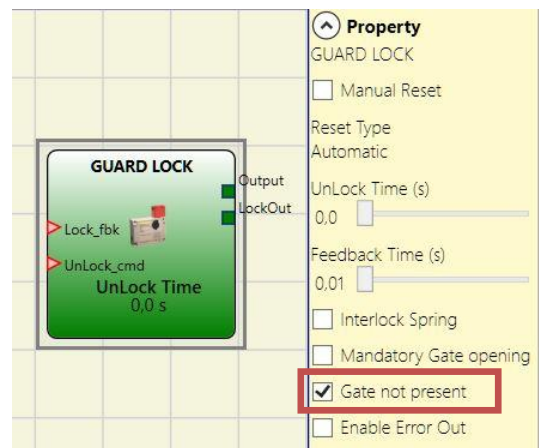 GUARD LOCK
Output
LockOut
Lock_fbk
UnLock_cmd
UnLock Time
0,0 s
Property
GUARD LOCK
Manual Reset
Reset Type
Automatic
UnLock Time (s)
0,0
Feedback Time (s)
0,01
Interlock Spring
Mandatory Gate opening
Gate not present
Enable Error Out